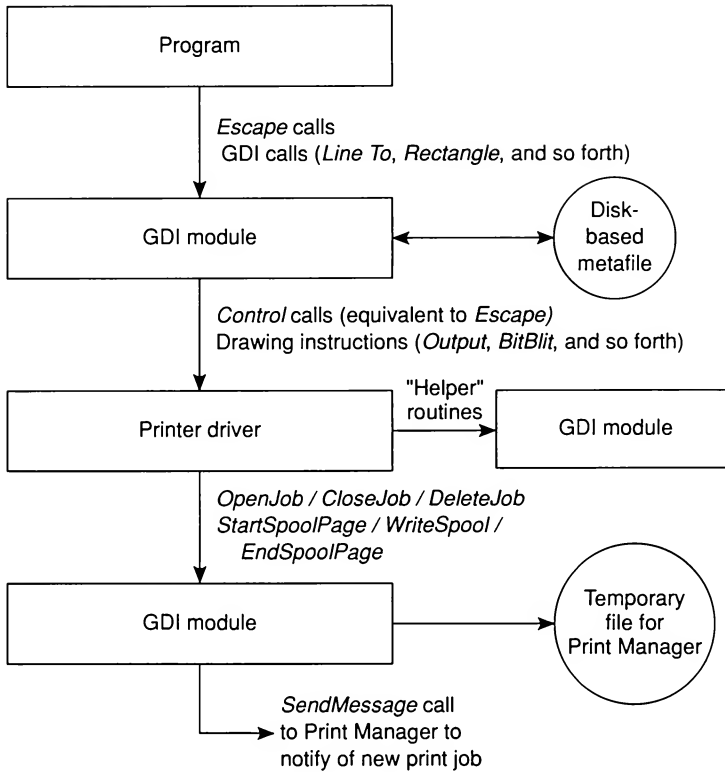 Program
Escape calls
GDI calls (Line To, Rectangle, and so forth)
GDI module
Disk-
based
metafile
Control calls (equivalent to Escape)
Drawing instructions (Output, BitBlit, and so forth)
Printer driver
"Helper"
routines
GDI module
OpenJob / CloseJob / DeleteJob
StartSpoolPage / WriteSpool /
EndSpoolPage
GDI module
Temporary
file for
Print Manager
SendMessage call
to Print Manager to
notify of new print job